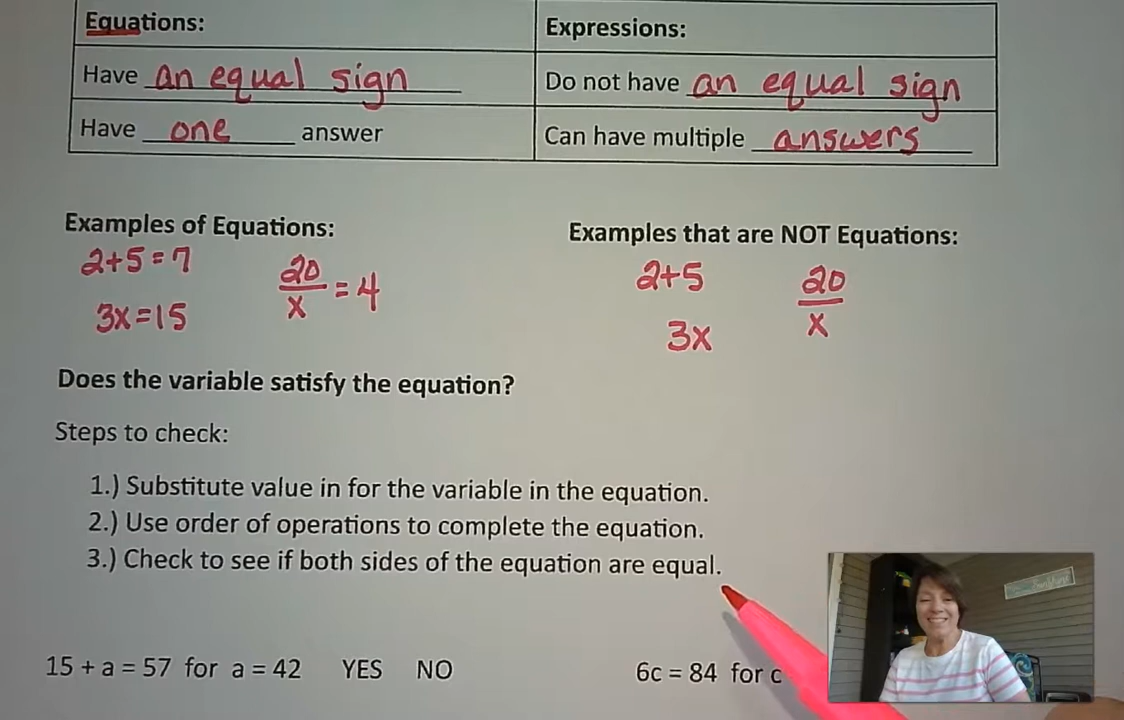 Equations:
Expressions:
Have an equal sign
Do not have an equal sign
Have one answer
Can have multiple answers
Examples of Equations:
Examples that are NOT Equations:
2+5=7
20/x = 4
3x=15
2+5
20/x
3x
Does the variable satisfy the equation?
Steps to check:
1.) Substitute value in for the variable in the equation.
2.) Use order of operations to complete the equation.
3.) Check to see if both sides of the equation are equal.
15 + a = 57 for a = 42 YES NO
6c = 84 for c